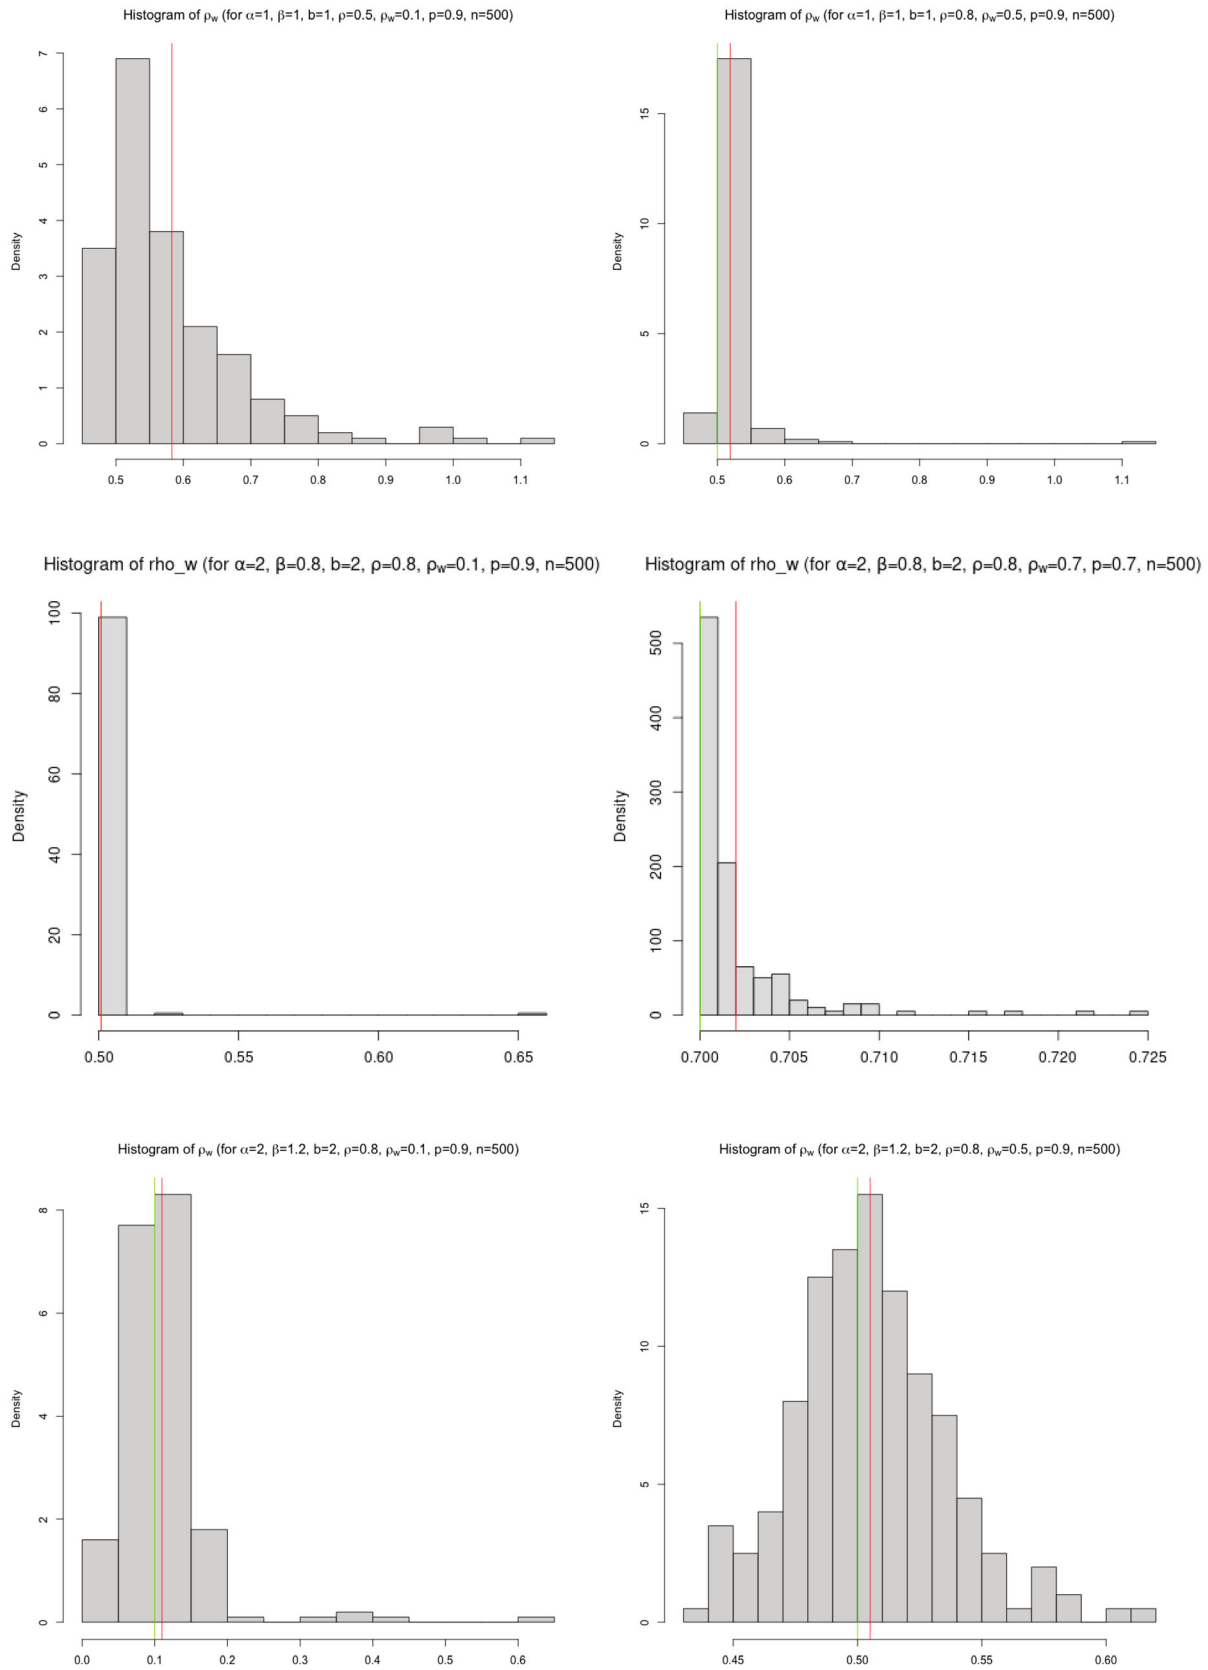 Histogram of ρw (for α=1, β=1, b=1, ρ=0.5, ρw=0.1, p=0.9, n=500)
Density
7
6
5
4
3
2
1
0
0.5 0.6 0.7 0.8 0.9 1.0 1.1
Histogram of ρw (for α=1, β=1, b=1, ρ=0.8, ρw=0.5, p=0.9, n=500)
Density
15
10
5
0
0.5 0.6 0.7 0.8 0.9 1.0 1.1
Histogram of rho_w (for α=2, β=0.8, b=2, ρ=0.8, ρw=0.1, p=0.9, n=500)
Density
100
80
60
40
20
0
0.50 0.55 0.60 0.65
Histogram of rho_w (for α=2, β=0.8, b=2, ρ=0.8, ρw=0.7, p=0.7, n=500)
Density
500
400
300
200
100
0
0.700 0.705 0.710 0.715 0.720 0.725
Histogram of ρw (for α=2, β=1.2, b=2, ρ=0.8, ρw=0.1, p=0.9, n=500)
Density
8
6
4
2
0
0.0 0.1 0.2 0.3 0.4 0.5 0.6
Histogram of ρw (for α=2, β=1.2, b=2, ρ=0.8, ρw=0.5, p=0.9, n=500)
Density
15
10
5
0
0.45 0.50 0.55 0.60